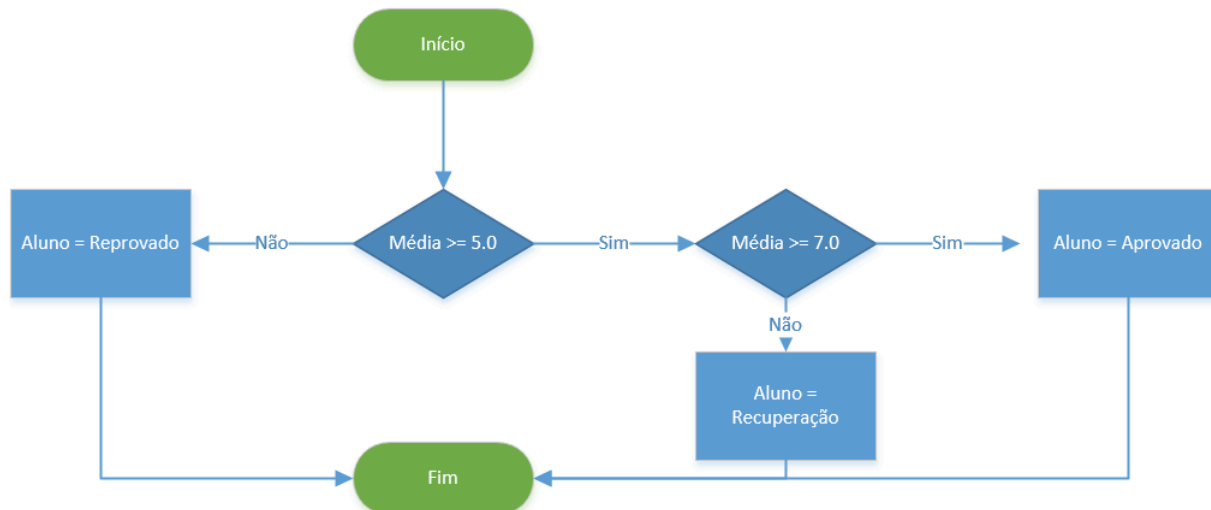 Início
Aluno = Reprovado
Não
Média >= 5.0
Sim
Média >= 7.0
Sim
Aluno = Aprovado
Não
Aluno =
Recuperação
Fim